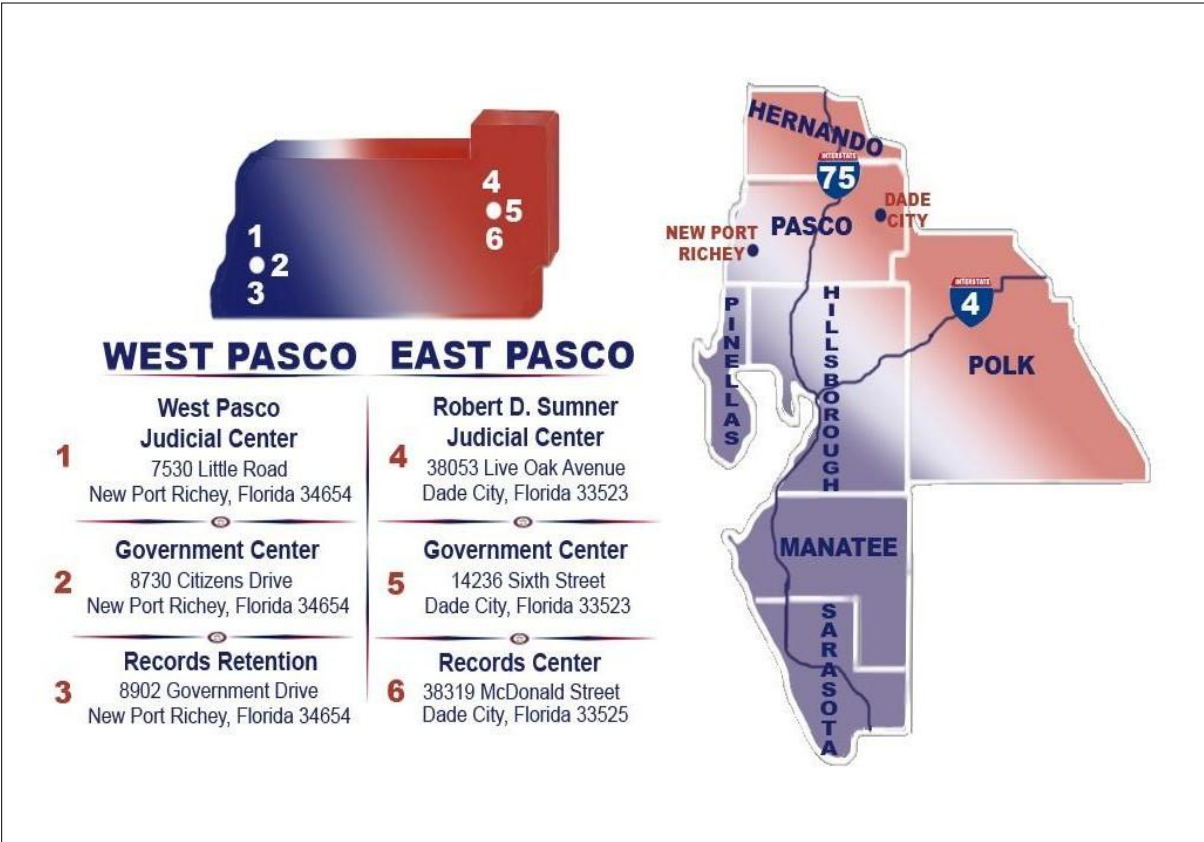 1
2
3
4
5
6
WEST PASCO
EAST PASCO
1
West Pasco
Judicial Center
7530 Little Road
New Port Richey, Florida 34654
2
Government Center
8730 Citizens Drive
New Port Richey, Florida 34654
3
Records Retention
8902 Government Drive
New Port Richey, Florida 34654
4
Robert D. Sumner
Judicial Center
38053 Live Oak Avenue
Dade City, Florida 33523
5
Government Center
14236 Sixth Street
Dade City, Florida 33523
6
Records Center
38319 McDonald Street
Dade City, Florida 33525
HERNANDO
INTERSTATE
75
DADE
CITY
PASCO
NEW PORT
RICHEY
INTERSTATE
4
PINELLAS
HILLSBOROUGH
POLK
MANATEE
SARASOTA